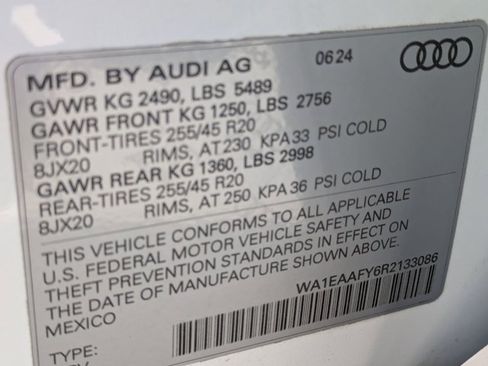 MFD. BY AUDI AG 06/24
GVWR KG 2490, LBS 5489
GAWR FRONT KG 1250, LBS 2756
FRONT-TIRES 255/45 R20
8JX20 RIMS, AT 230 KPA 33 PSI COLD
GAWR REAR KG 1360, LBS 2998
REAR-TIRES 255/45 R20
8JX20 RIMS, AT 250 KPA 36 PSI COLD
THIS VEHICLE CONFORMS TO ALL APPLICABLE
U.S. FEDERAL MOTOR VEHICLE SAFETY AND
THEFT PREVENTION STANDARDS IN EFFECT ON
THE DATE OF MANUFACTURE SHOWN ABOVE.
MEXICO
WA1EAAFY6R2133086
TYPE: